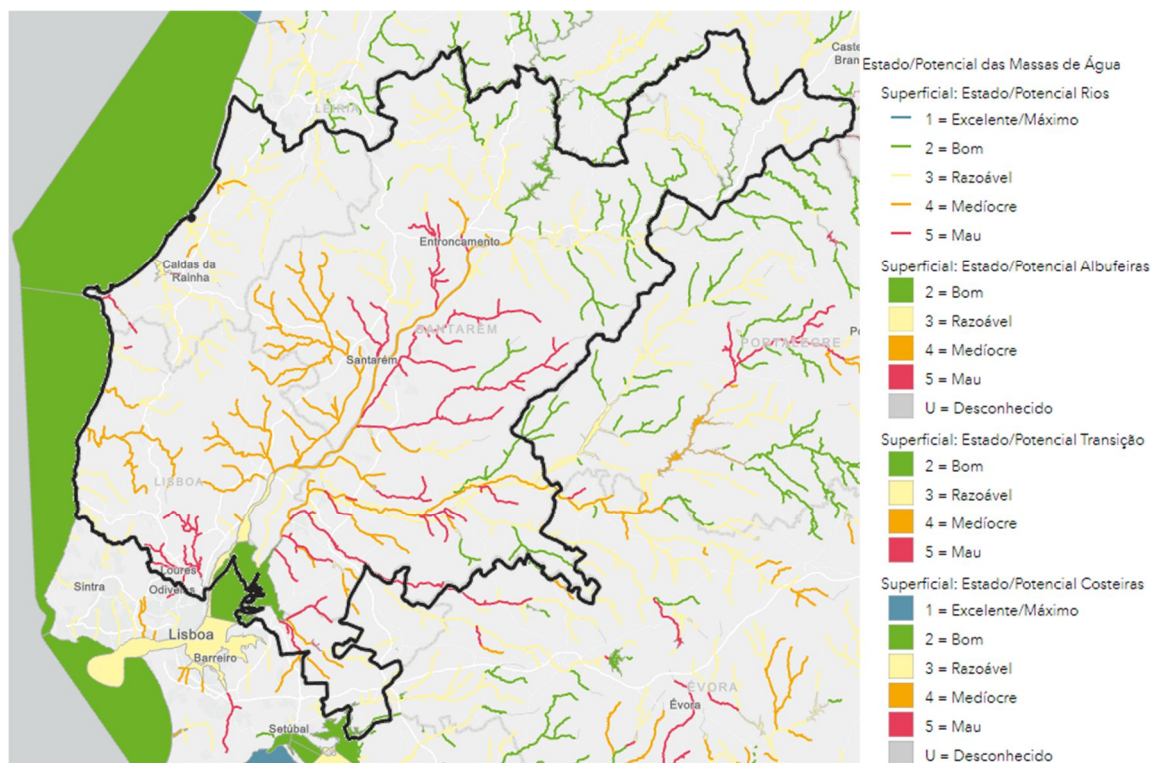 Caste
Bran
LEIRIA
Entroncamento
Caldas da
Rainha
SANTARÉM
Santarém
PORTALEGRE
Po
LISBOA
Loures
Odivelas
Sintra
Lisboa
Barreiro
Setúbal
ÉVORA
Évora
Estado/Potencial das Massas de Água
Superficial: Estado/Potencial Rios
1 = Excelente/Máximo
2 = Bom
3 = Razoável
4 = Medíocre
5 = Mau
Superficial: Estado/Potencial Albufeiras
2 = Bom
3 = Razoável
4 = Medíocre
5 = Mau
U = Desconhecido
Superficial: Estado/Potencial Transição
2 = Bom
3 = Razoável
4 = Medíocre
5 = Mau
Superficial: Estado/Potencial Costeiras
1 = Excelente/Máximo
2 = Bom
3 = Razoável
4 = Medíocre
5 = Mau
U = Desconhecido